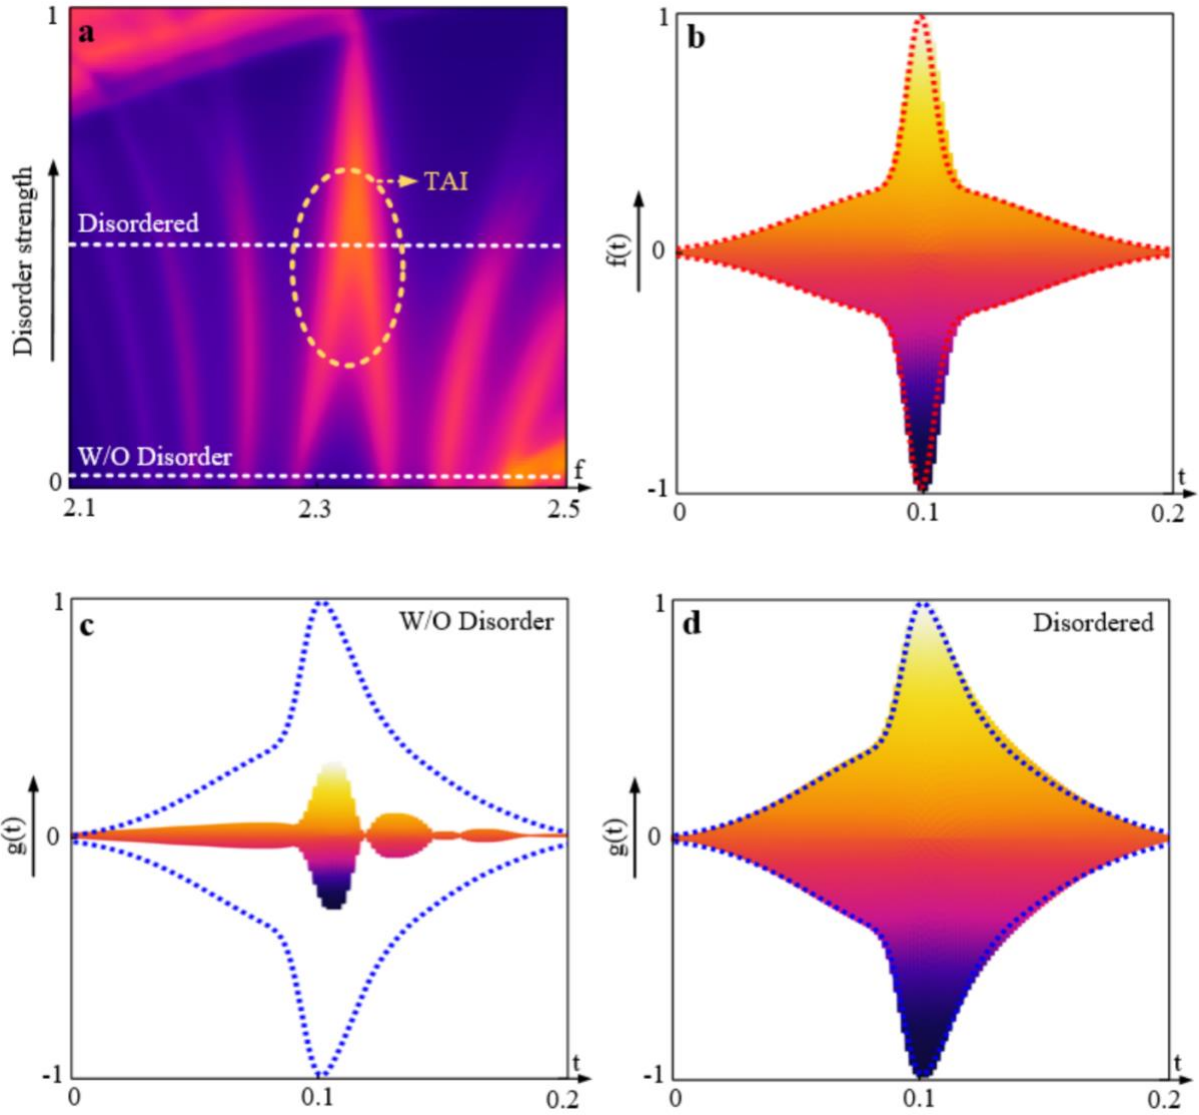 1
a
Disorder strength
TAI
Disordered
W/O Disorder
f
0
2.1
2.3
2.5
1
b
f(t)
0
-1
t
0
0.1
0.2
1
c
W/O Disorder
g(t)
0
-1
t
0
0.1
0.2
1
d
Disordered
g(t)
0
-1
t
0
0.1
0.2